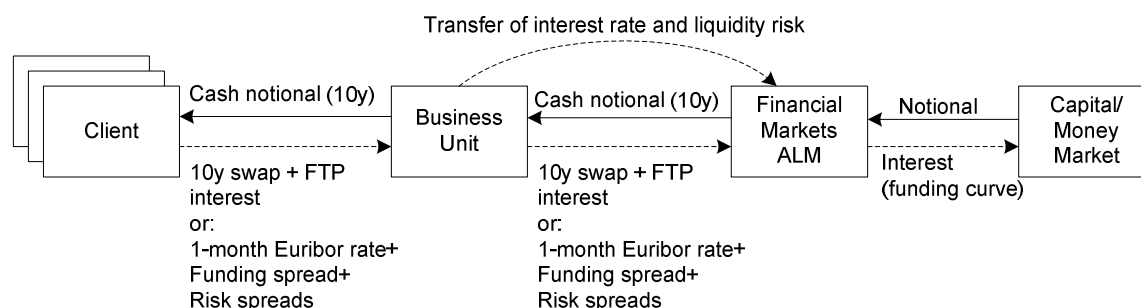 Transfer of interest rate and liquidity risk
Client
Cash notional (10y)
10y swap + FTP
interest
or:
1-month Euribor rate+
Funding spread+
Risk spreads
Business
Unit
Cash notional (10y)
10y swap + FTP
interest
or:
1-month Euribor rate+
Funding spread+
Risk spreads
Financial
Markets
ALM
Notional
Interest
(funding curve)
Capital/
Money
Market